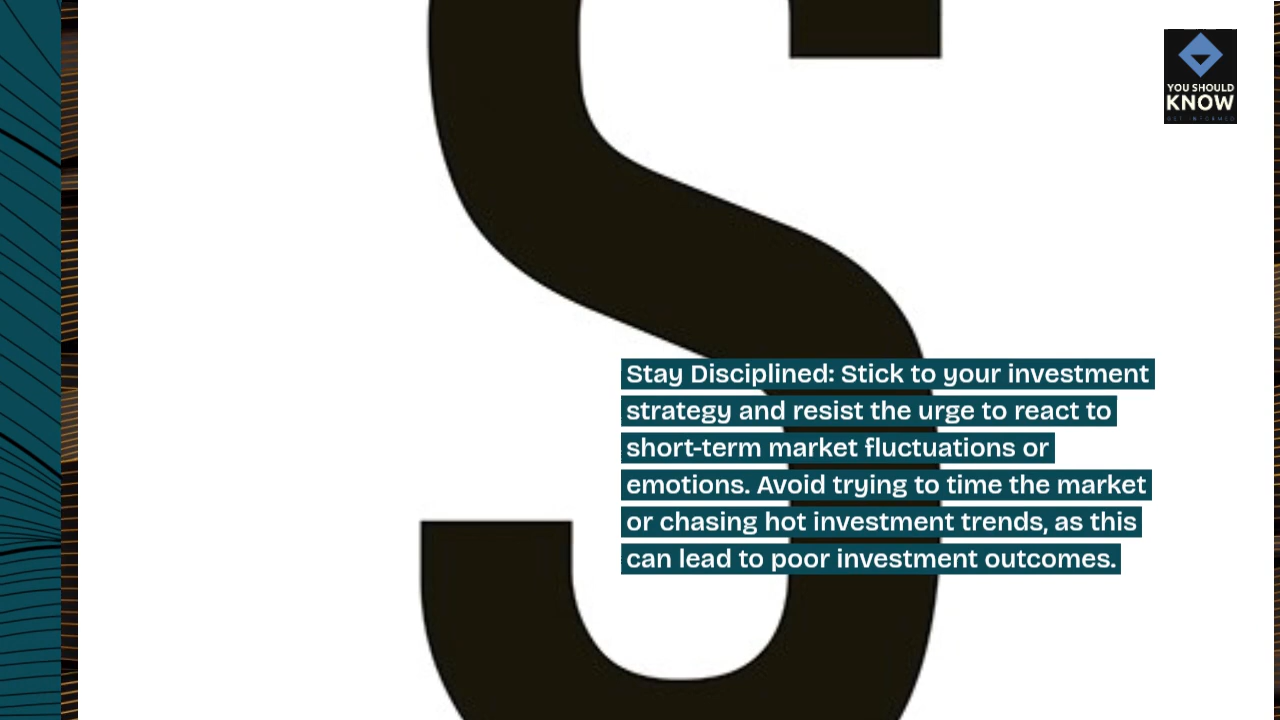 S
YOU SHOULD
KNOW
GET INFORMED
Stay Disciplined: Stick to your investment
strategy and resist the urge to react to
short-term market fluctuations or
emotions. Avoid trying to time the market
or chasing hot investment trends, as this
can lead to poor investment outcomes.